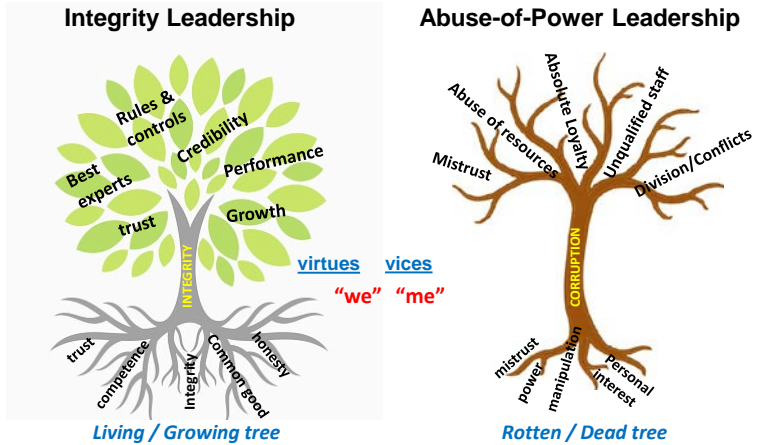 Integrity Leadership
Rules &
controls
Credibility
Best
experts
Performance
trust
Growth
INTEGRITY
trust
competence
Integrity
Common good
honesty
Living / Growing tree
virtues vices
“we” “me”
Abuse-of-Power Leadership
Mistrust
Abuse of resources
Absolute Loyalty
Unqualified staff
Division/Conflicts
CORRUPTION
mistrust
power
manipulation
Personal
interest
Rotten / Dead tree